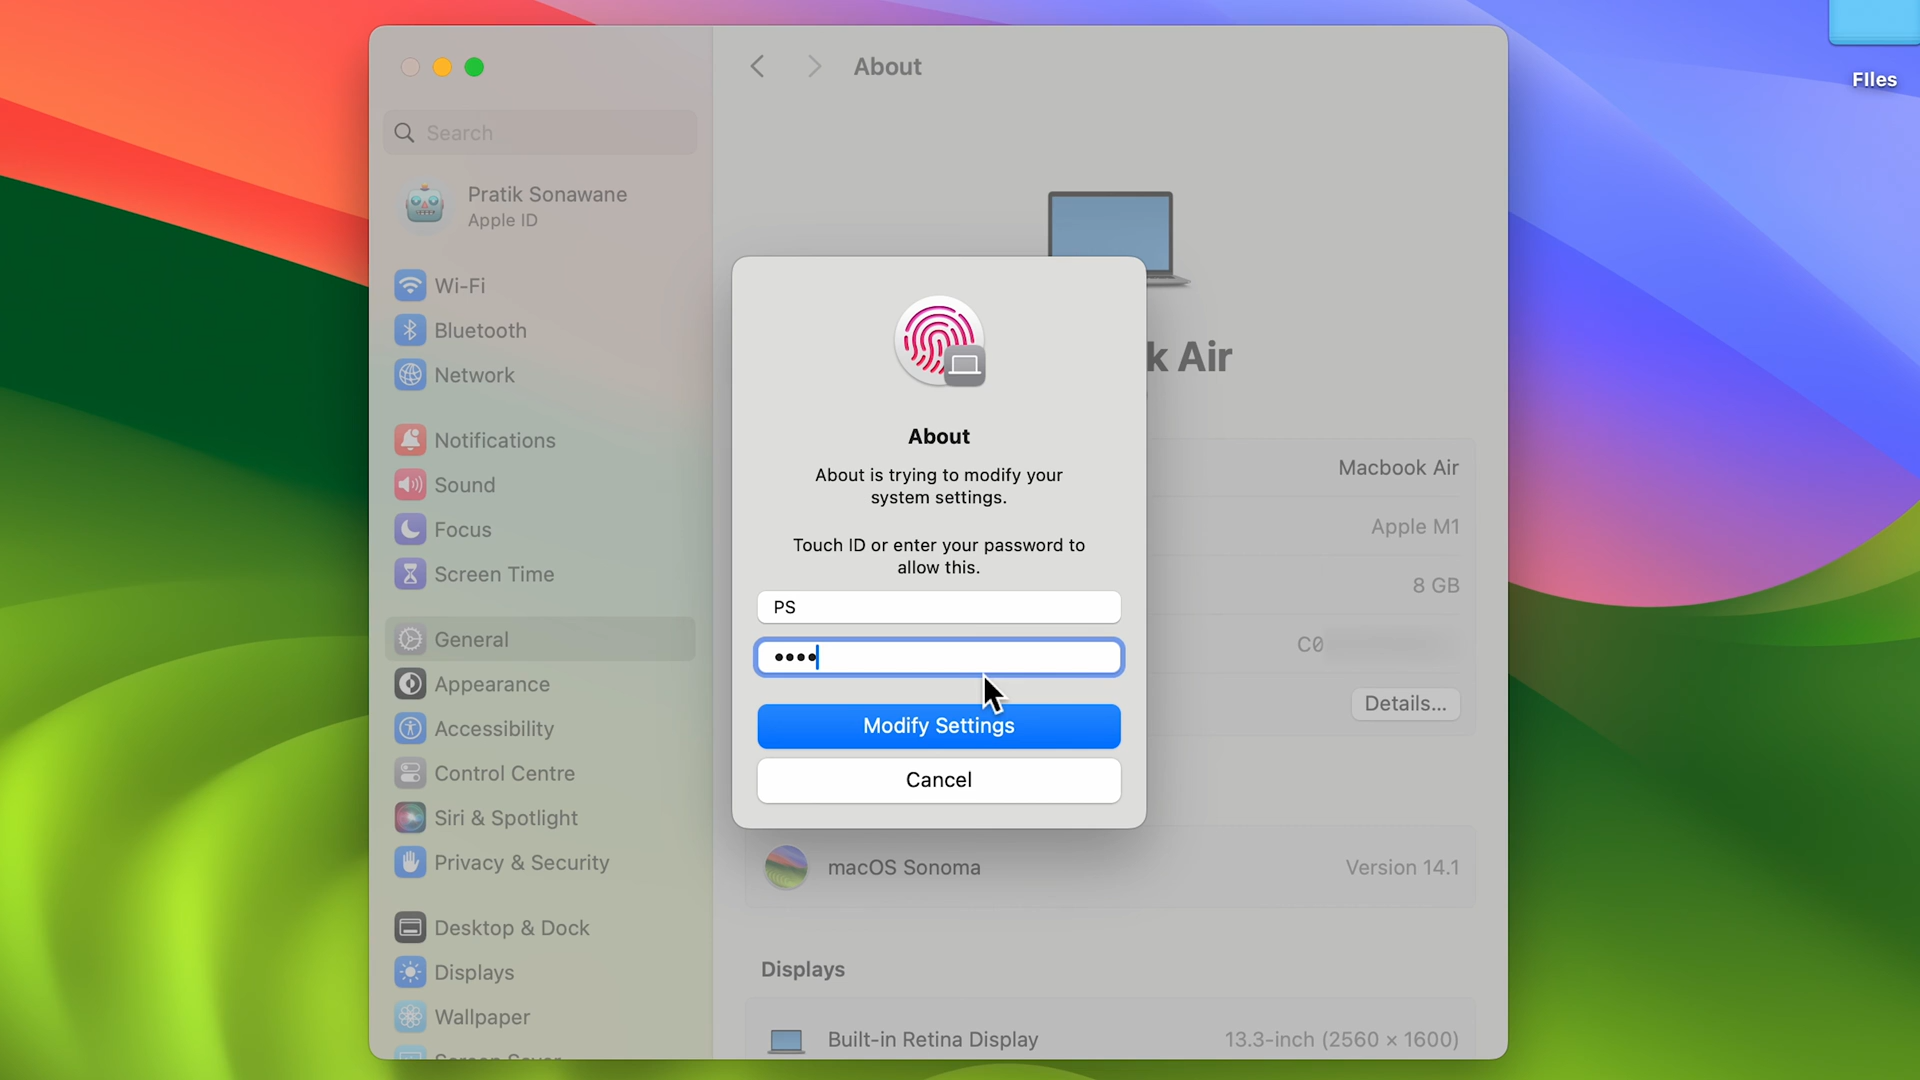 About
FIles
Search
Pratik Sonawane
Apple ID
Wi-Fi
Bluetooth
Network
Notifications
Sound
Focus
Screen Time
General
Appearance
Accessibility
Control Centre
Siri & Spotlight
Privacy & Security
Desktop & Dock
Displays
Wallpaper
k Air
Macbook Air
Apple M1
8 GB
C0
Details...
About
About is trying to modify your
system settings.
Touch ID or enter your password to
allow this.
PS
••••
Modify Settings
Cancel
macOS Sonoma
Version 14.1
Displays
Built-in Retina Display
13.3-inch (2560 × 1600)